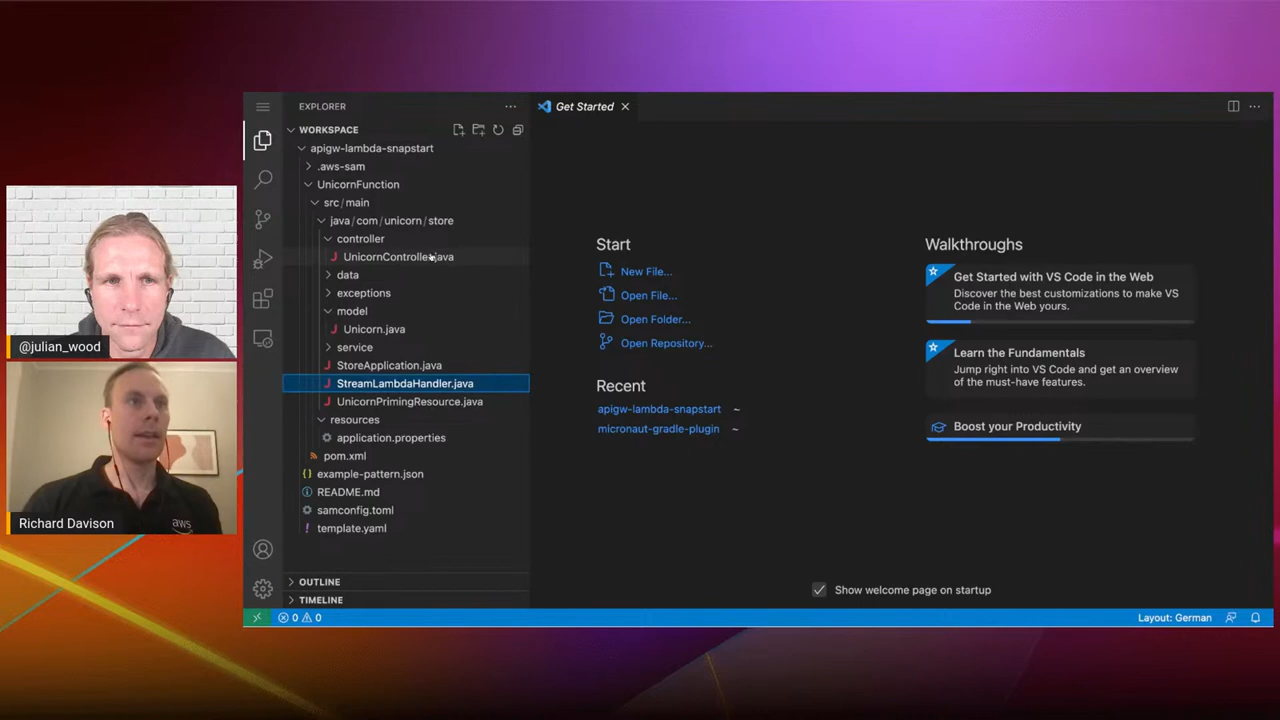 @julian_wood
aws
Richard Davison
EXPLORER
WORKSPACE
apigw-lambda-snapstart
.aws-sam
UnicornFunction
src / main
java / com / unicorn / store
controller
UnicornController.java
data
exceptions
model
Unicorn.java
service
StoreApplication.java
StreamLambdaHandler.java
UnicornPrimingResource.java
resources
application.properties
pom.xml
example-pattern.json
README.md
samconfig.toml
template.yaml
OUTLINE
TIMELINE
Get Started
Start
New File...
Open File...
Open Folder...
Open Repository...
Recent
apigw-lambda-snapstart ~
micronaut-gradle-plugin ~
Walkthroughs
Get Started with VS Code in the Web
Discover the best customizations to make VS
Code in the Web yours.
Learn the Fundamentals
Jump right into VS Code and get an overview
of the must-have features.
Boost your Productivity
Show welcome page on startup
0 0
Layout: German